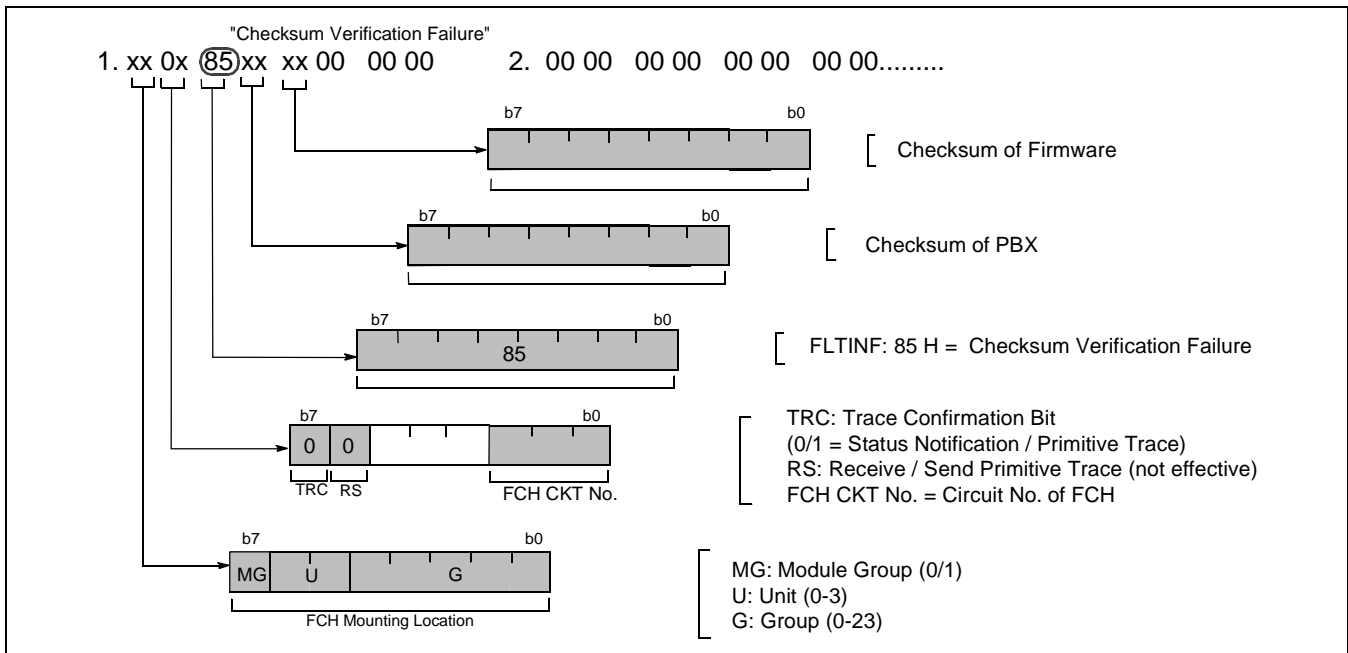 "Checksum Verification Failure"
1. xx 0x 85 xx xx 00 00 00 2. 00 00 00 00 00 00 00 00.........
b7 b0
Checksum of Firmware
b7 b0
Checksum of PBX
b7 b0
85
FLTINF: 85 H = Checksum Verification Failure
b7 b0
0 0
TRC RS FCH CKT No.
TRC: Trace Confirmation Bit
(0/1 = Status Notification / Primitive Trace)
RS: Receive / Send Primitive Trace (not effective)
FCH CKT No. = Circuit No. of FCH
b7 b0
MG U G
FCH Mounting Location
MG: Module Group (0/1)
U: Unit (0-3)
G: Group (0-23)